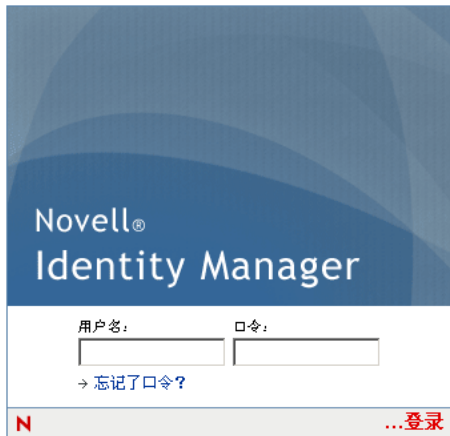 Novell®
Identity Manager
用户名： 口令：
→ 忘记了口令?
N ...登录